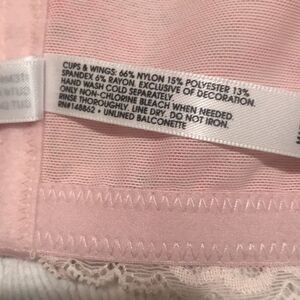 CUPS & WINGS: 66% NYLON 15% POLYESTER 13%
SPANDEX 6% RAYON. EXCLUSIVE OF DECORATION.
HAND WASH COLD SEPARATELY.
ONLY NON-CHLORINE BLEACH WHEN NEEDED.
RINSE THOROUGHLY. LINE DRY. DO NOT IRON.
RN#148862 • UNLINED BALCONETTE